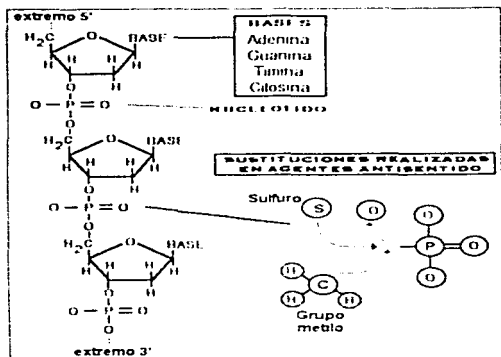 extremo 5'
H2C
O
BASE
H H H H
O
O - P = O
O
H2C
O
BASE
H H H H
O
O - P = O
O
H2C
O
BASE
H H H H
O
O - P = O
O
extremo 3'
BASES
Adenina
Guanina
Timina
Citosina
NUCLEOTIDO
SUSTITUCIONES REALIZADAS
EN AGENTES ANTISENTIDO
Sulfuro
S
O
O
P
O
O
H
C
H
H
Grupo
metilo